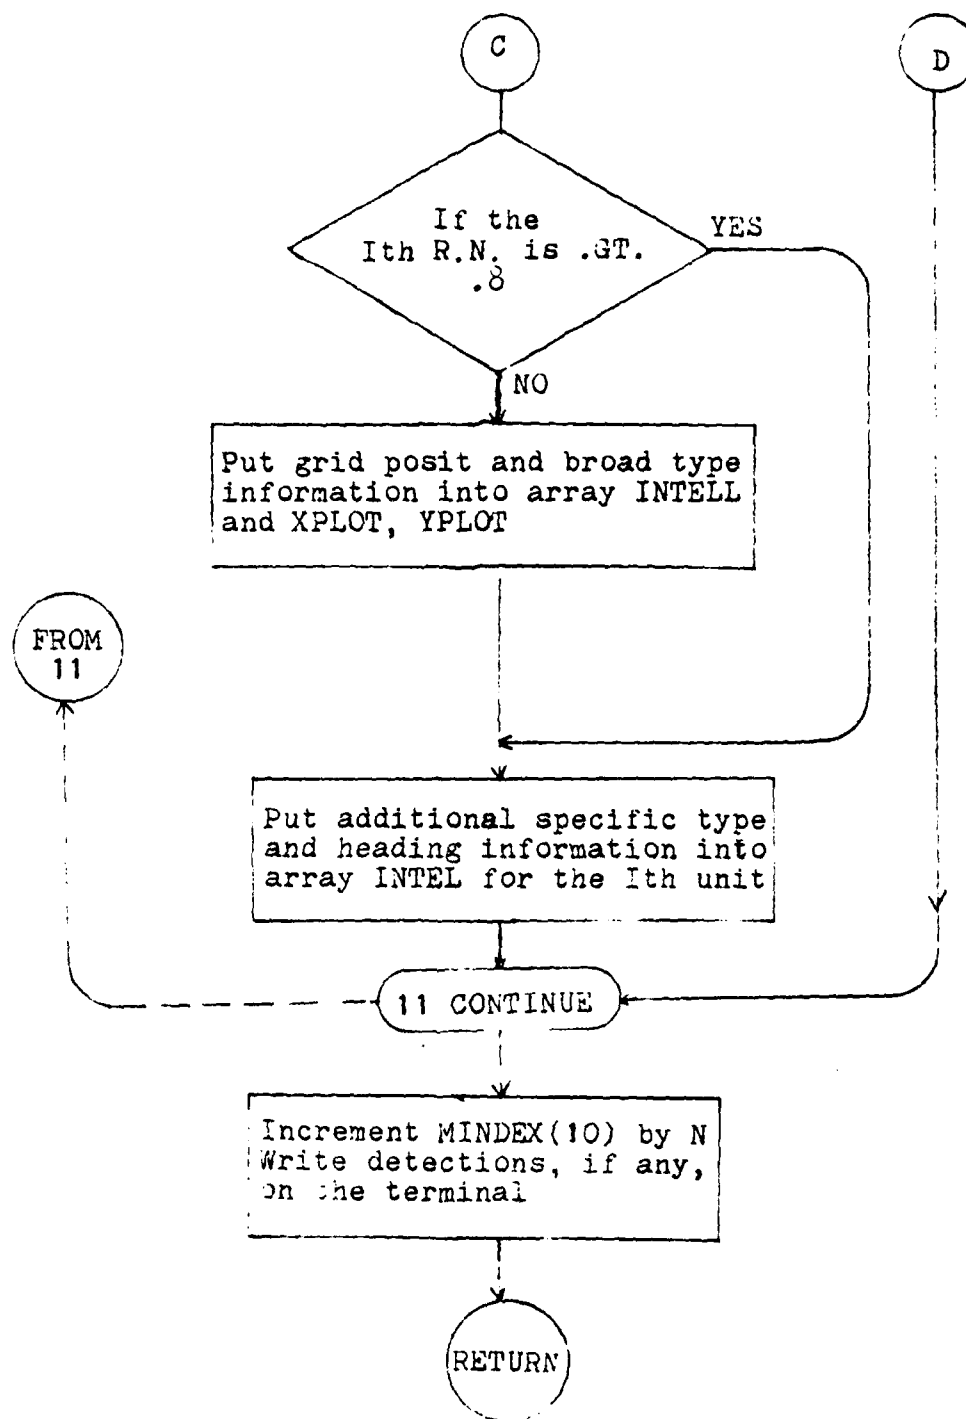 C
D
If the
Ith R.N. is .GT.
.8
YES
NO
Put grid posit and broad type
information into array INTELL
and XPLOT, YPLOT
FROM
11
Put additional specific type
and heading information into
array INTEL for the Ith unit
11 CONTINUE
Increment MINDEX(10) by N
Write detections, if any,
on the terminal
RETURN